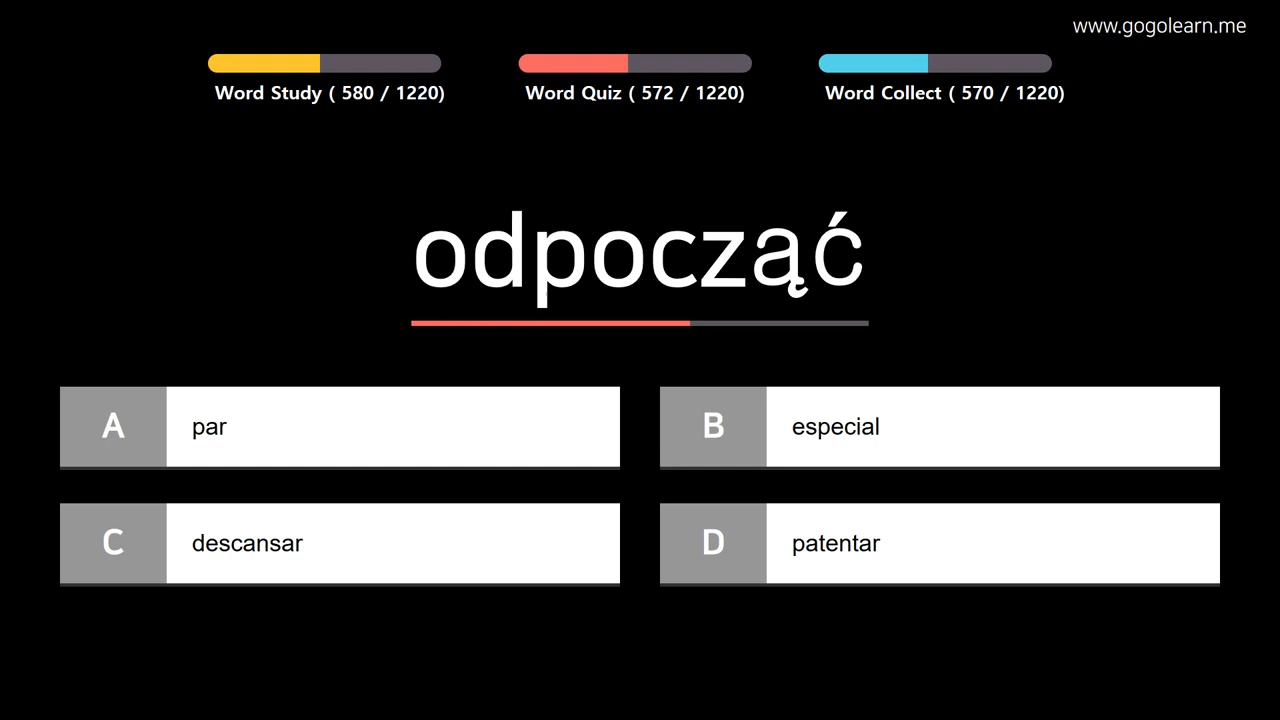 www.gogolearn.me
Word Study ( 580 / 1220)
Word Quiz ( 572 / 1220)
Word Collect ( 570 / 1220)
odpocząć
A par
B especial
C descansar
D patentar